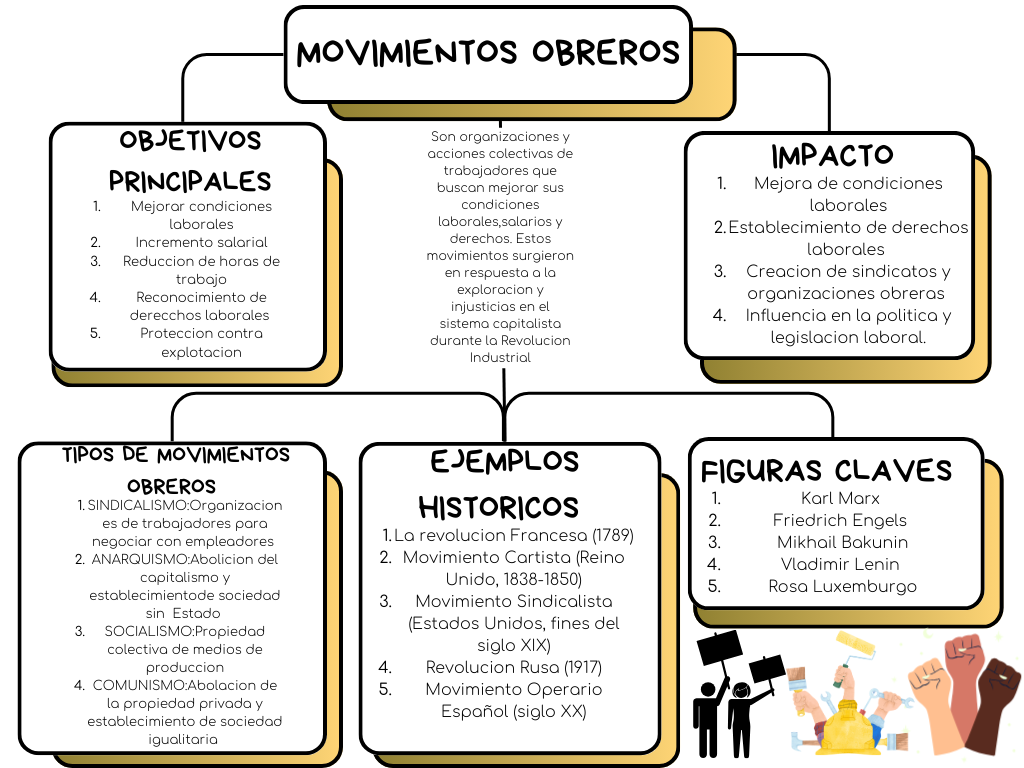 MOVIMIENTOS OBREROS
OBJETIVOS
PRINCIPALES
1. Mejorar condiciones
laborales
2. Incremento salarial
3. Reduccion de horas de
trabajo
4. Reconocimiento de
derecchos laborales
5. Proteccion contra
explotacion
Son organizaciones y
acciones colectivas de
trabajadores que
buscan mejorar sus
condiciones
laborales,salarios y
derechos. Estos
movimientos surgieron
en respuesta a la
exploracion y
injusticias en el
sistema capitalista
durante la Revolucion
Industrial
IMPACTO
1. Mejora de condiciones
laborales
2. Establecimiento de derechos
laborales
3. Creacion de sindicatos y
organizaciones obreras
4. Influencia en la politica y
legislacion laboral.
TIPOS DE MOVIMIENTOS
OBREROS
1. SINDICALISMO:Organizacion
es de trabajadores para
negociar con empleadores
2. ANARQUISMO:Abolicion del
capitalismo y
establecimientode sociedad
sin Estado
3. SOCIALISMO:Propiedad
colectiva de medios de
produccion
4. COMUNISMO:Abolacion de
la propiedad privada y
establecimiento de sociedad
igualitaria
EJEMPLOS
HISTORICOS
1. La revolucion Francesa (1789)
2. Movimiento Cartista (Reino
Unido, 1838-1850)
3. Movimiento Sindicalista
(Estados Unidos, fines del
siglo XIX)
4. Revolucion Rusa (1917)
5. Movimiento Operario
Español (siglo XX)
FIGURAS CLAVES
1. Karl Marx
2. Friedrich Engels
3. Mikhail Bakunin
4. Vladimir Lenin
5. Rosa Luxemburgo